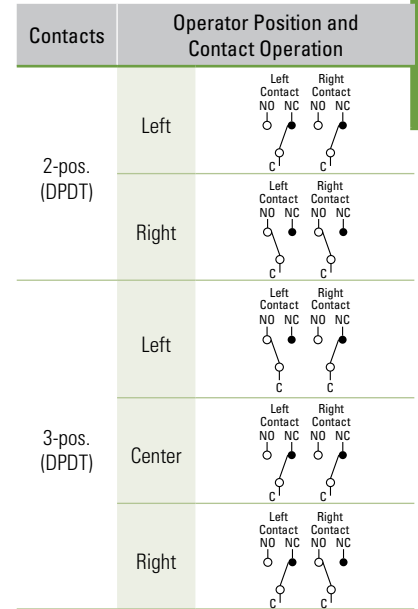 Contacts
Operator Position and
Contact Operation
2-pos.
(DPDT)
Left
Left Right
Contact Contact
NO NC NO NC
C C
Right
Left Right
Contact Contact
NO NC NO NC
C C
3-pos.
(DPDT)
Left
Left Right
Contact Contact
NO NC NO NC
C C
Center
Left Right
Contact Contact
NO NC NO NC
C C
Right
Left Right
Contact Contact
NO NC NO NC
C C